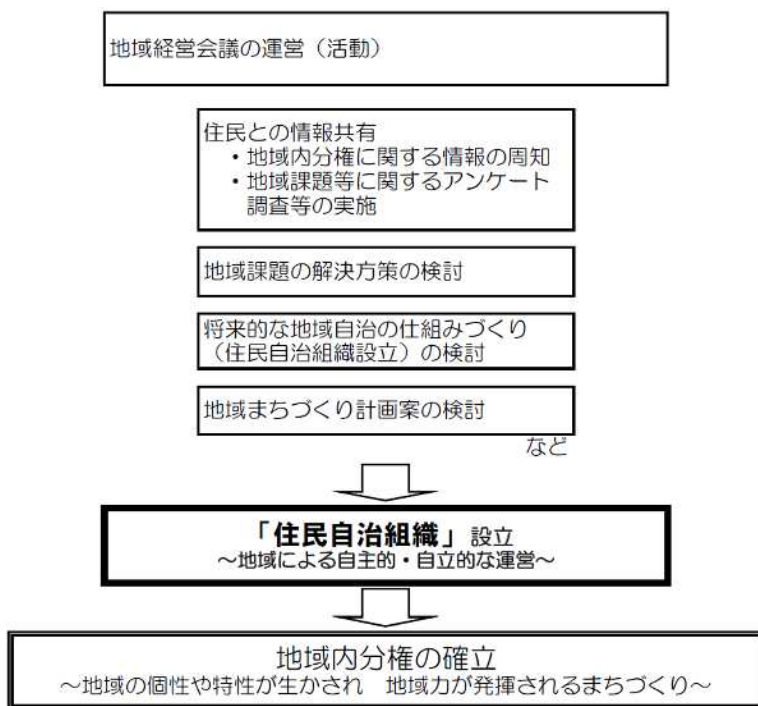 地域経営会議の運営（活動）
住民との情報共有
・地域内分権に関する情報の周知
・地域課題等に関するアンケート
調査等の実施
地域課題の解決方策の検討
将来的な地域自治の仕組みづくり
（住民自治組織設立）の検討
地域まちづくり計画案の検討
など
「住民自治組織」設立
～地域による自主的・自立的な運営～
地域内分権の確立
～地域の個性や特性が生かされ　地域力が発揮されるまちづくり～